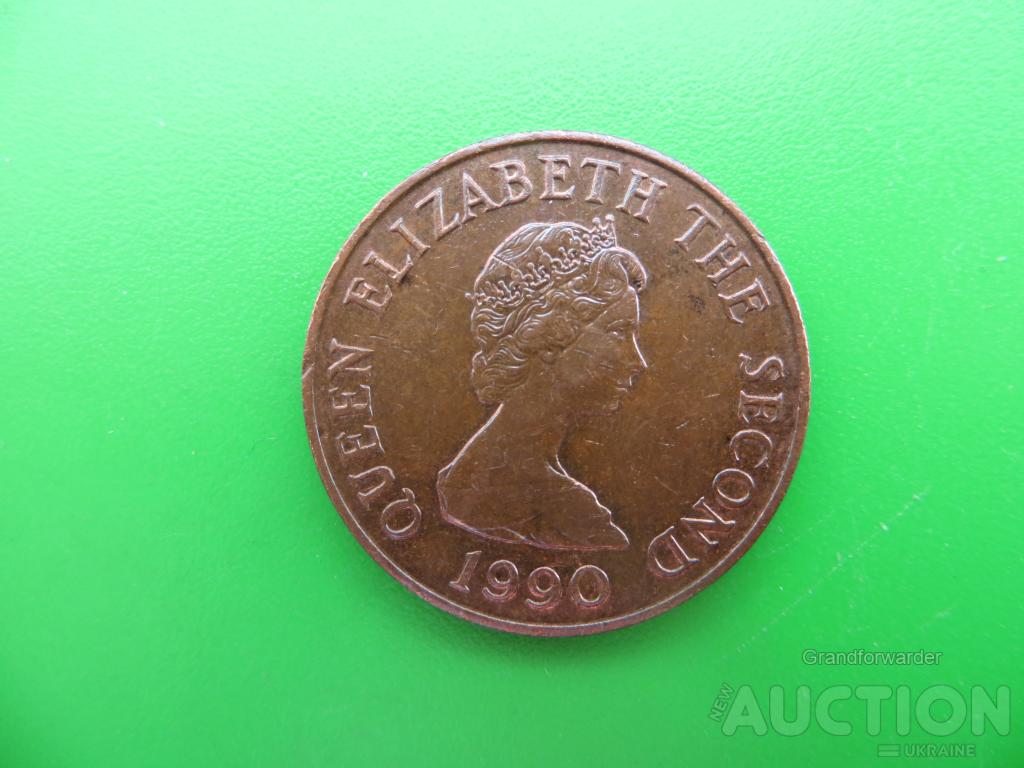 QUEEN ELIZABETH THE SECOND
1990
Grandforwarder
NEW AUCTION
UKRAINE